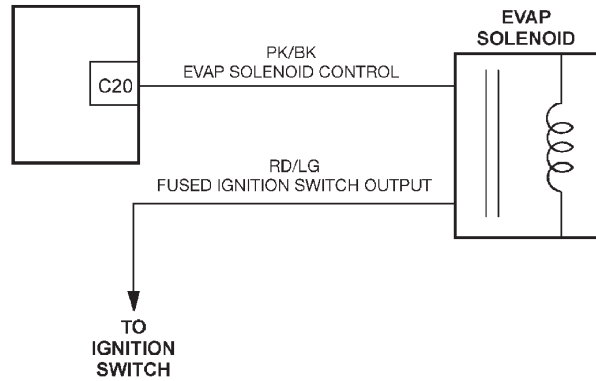 EVAP
SOLENOID
PK/BK
EVAP SOLENOID CONTROL
C20
RD/LG
FUSED IGNITION SWITCH OUTPUT
TO
IGNITION
SWITCH